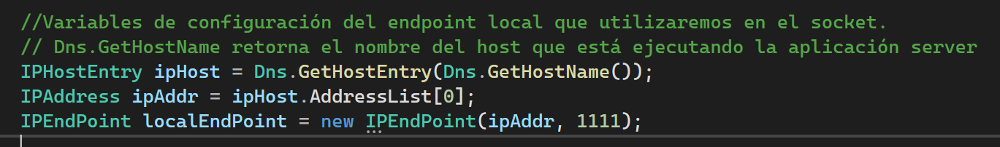 //Variables de configuración del endpoint local que utilizaremos en el socket.
// Dns.GetHostName retorna el nombre del host que está ejecutando la aplicación server
IPHostEntry ipHost = Dns.GetHostEntry(Dns.GetHostName());
IPAddress ipAddr = ipHost.AddressList[0];
IPEndPoint localEndPoint = new IPEndPoint(ipAddr, 1111);